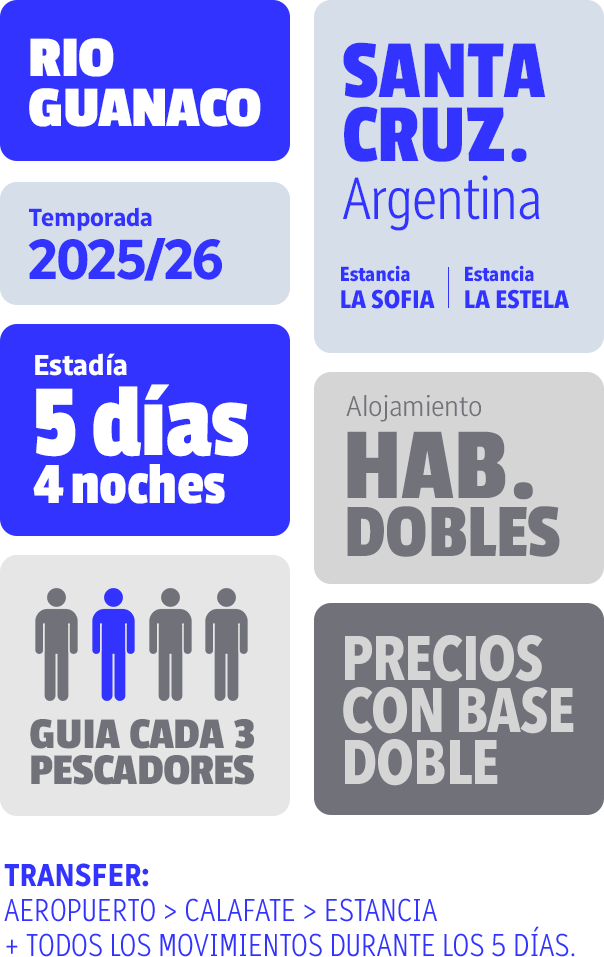 RIO
GUANACO
Temporada
2025/26
Estadía
5 días
4 noches
GUIA CADA 3
PESCADORES
SANTA
CRUZ.
Argentina
Estancia
LA SOFIA
Estancia
LA ESTELA
Alojamiento
HAB.
DOBLES
PRECIOS
CON BASE
DOBLE
TRANSFER:
AEROPUERTO > CALAFATE > ESTANCIA
+ TODOS LOS MOVIMIENTOS DURANTE LOS 5 DÍAS.